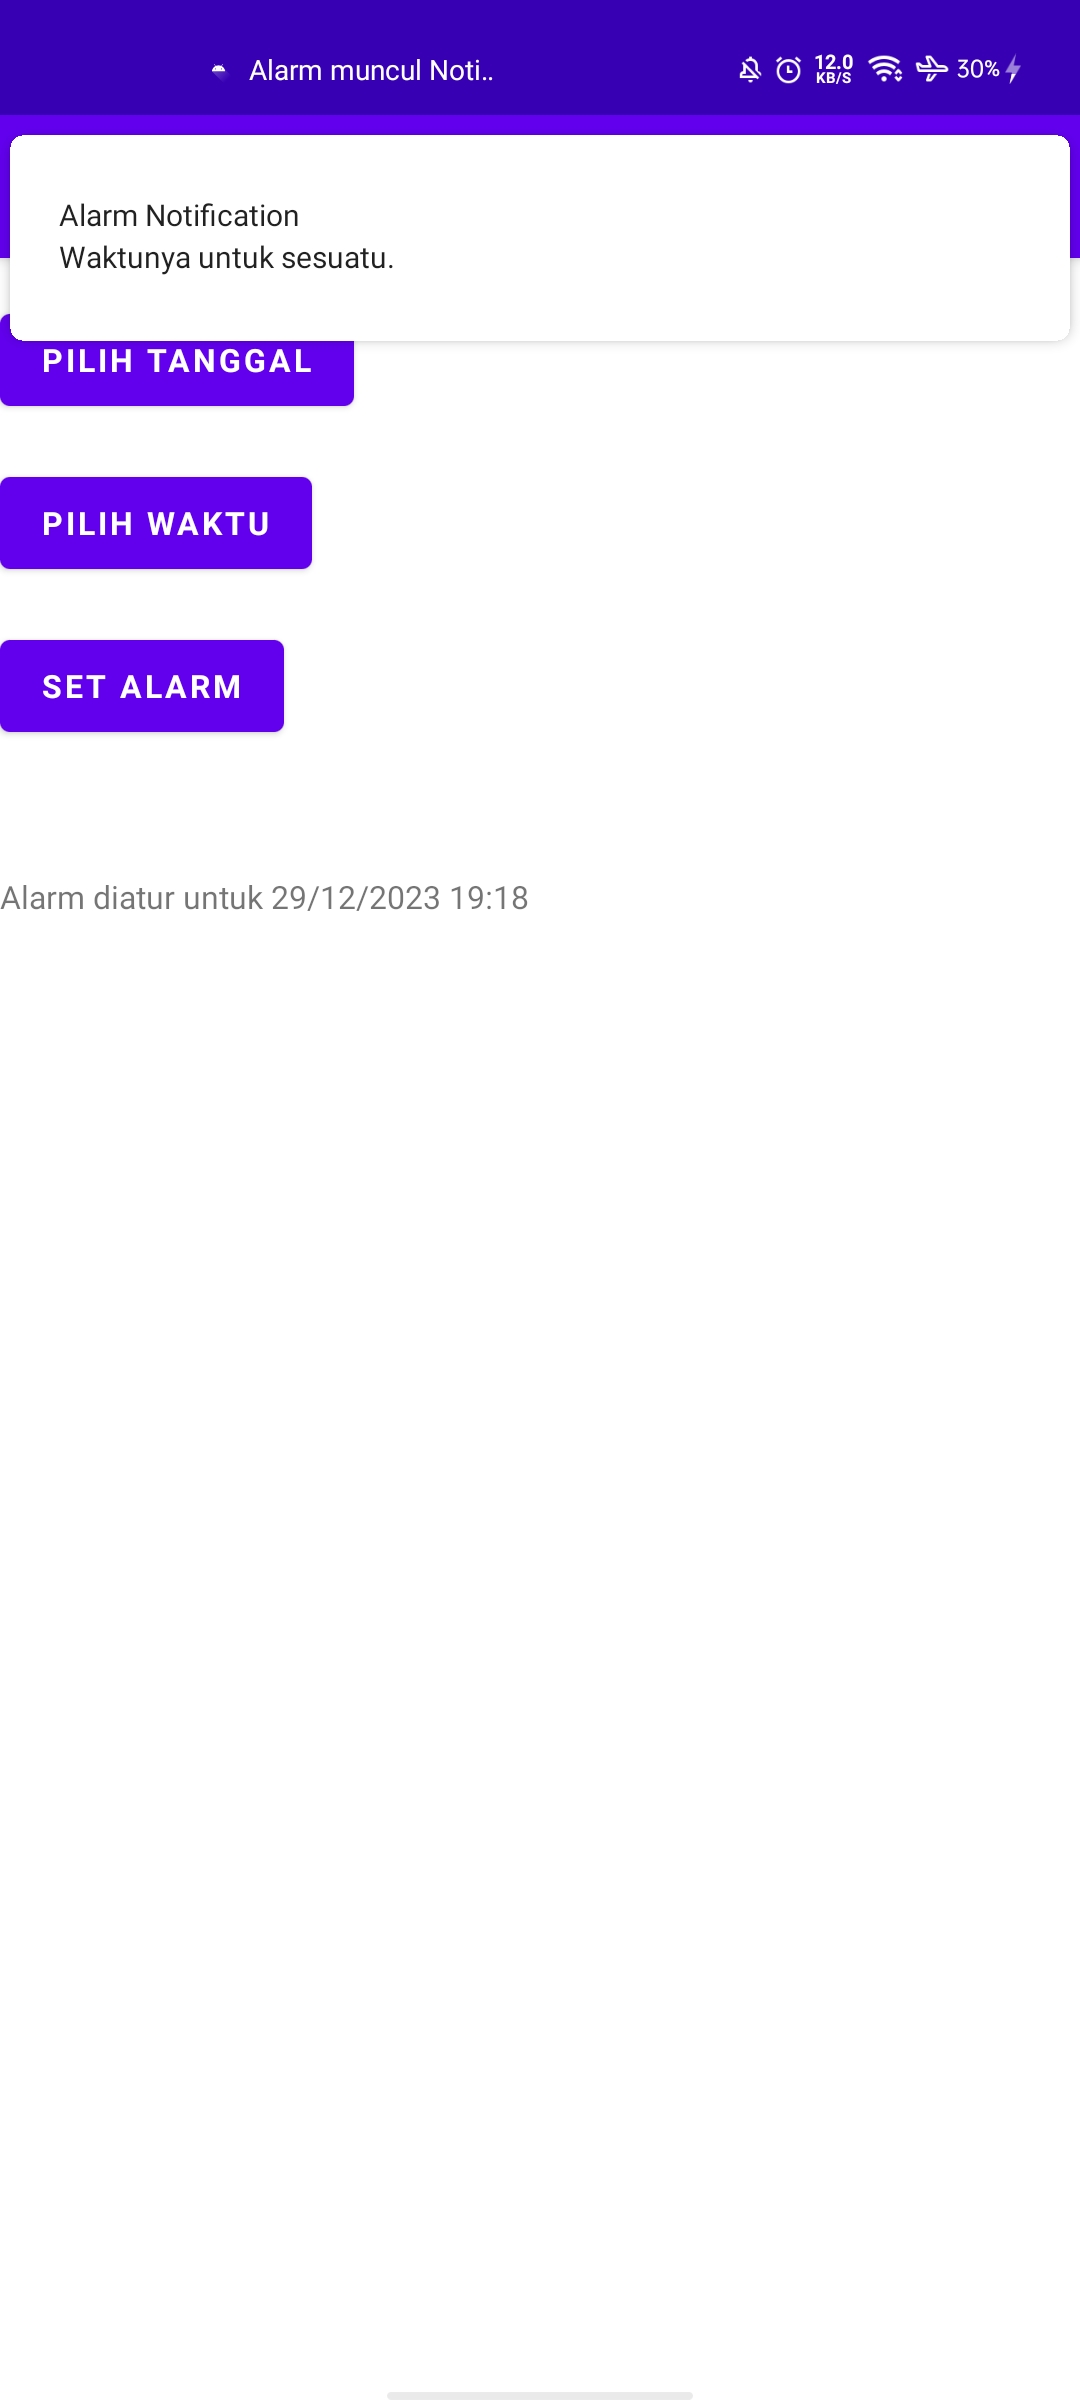 Alarm muncul Noti..
12.0
KB/S
30%
Alarm Notification
Waktunya untuk sesuatu.
PILIH TANGGAL
PILIH WAKTU
SET ALARM
Alarm diatur untuk 29/12/2023 19:18